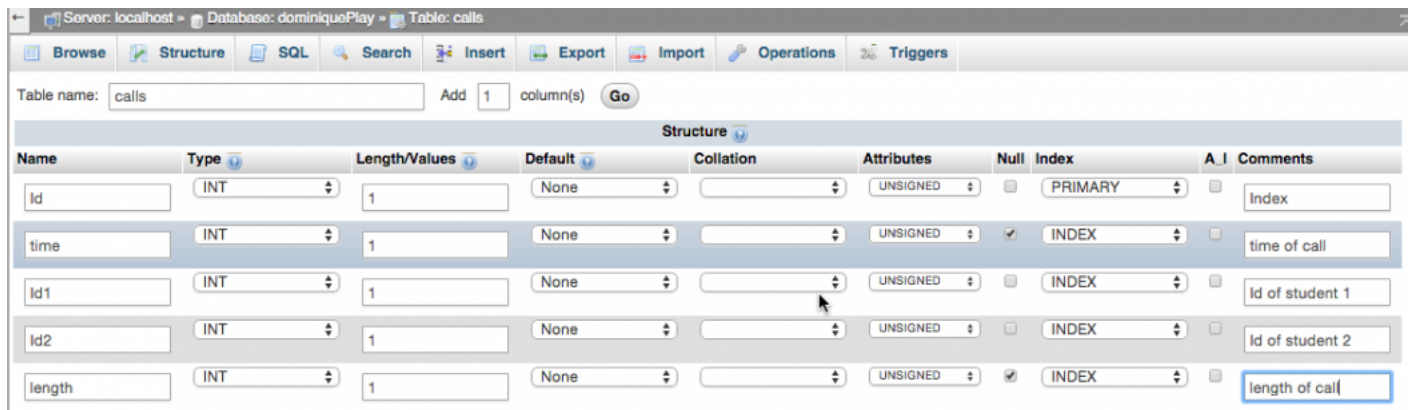 Server: localhost » Database: dominiquePlay » Table: calls
Browse Structure SQL Search Insert Export Import Operations Triggers
Table name: calls Add 1 column(s) Go
Structure
Name Type Length/Values Default Collation Attributes Null Index A_I Comments
Id INT 1 None UNSIGNED PRIMARY Index
time INT 1 None UNSIGNED INDEX time of call
Id1 INT 1 None UNSIGNED INDEX Id of student 1
Id2 INT 1 None UNSIGNED INDEX Id of student 2
length INT 1 None UNSIGNED INDEX length of call